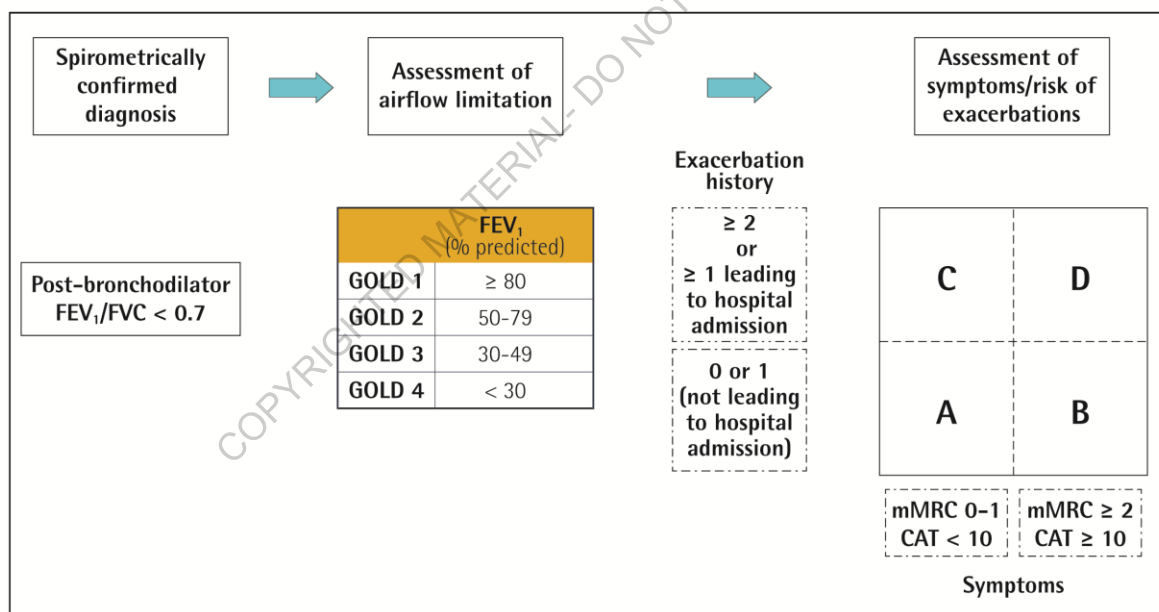 Spirometrically
confirmed
diagnosis
Assessment of
airflow limitation
Assessment of
symptoms/risk of
exacerbations
Post-bronchodilator
FEV₁/FVC < 0.7
FEV₁
(% predicted)
GOLD 1 ≥ 80
GOLD 2 50-79
GOLD 3 30-49
GOLD 4 < 30
Exacerbation
history
≥ 2
or
≥ 1 leading
to hospital
admission
0 or 1
(not leading
to hospital
admission)
C D
A B
mMRC 0-1
CAT < 10
mMRC ≥ 2
CAT ≥ 10
Symptoms
COPYRIGHTED MATERIAL- DO NOT